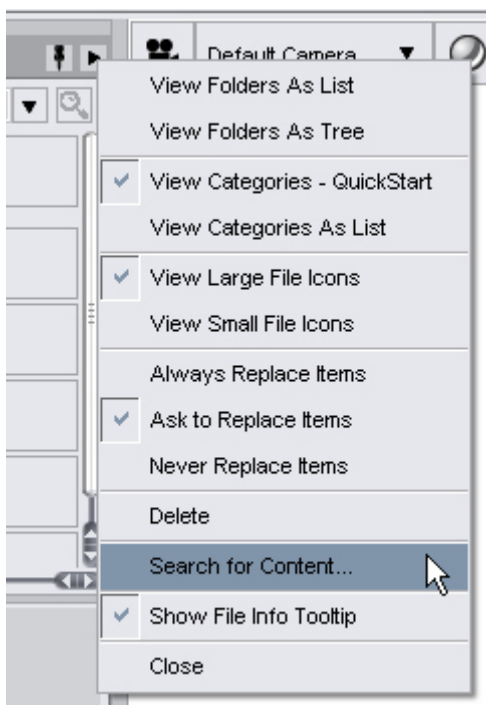 Default Camera
View Folders As List
View Folders As Tree
View Categories - QuickStart
View Categories As List
View Large File Icons
View Small File Icons
Always Replace Items
Ask to Replace Items
Never Replace Items
Delete
Search for Content...
Show File Info Tooltip
Close